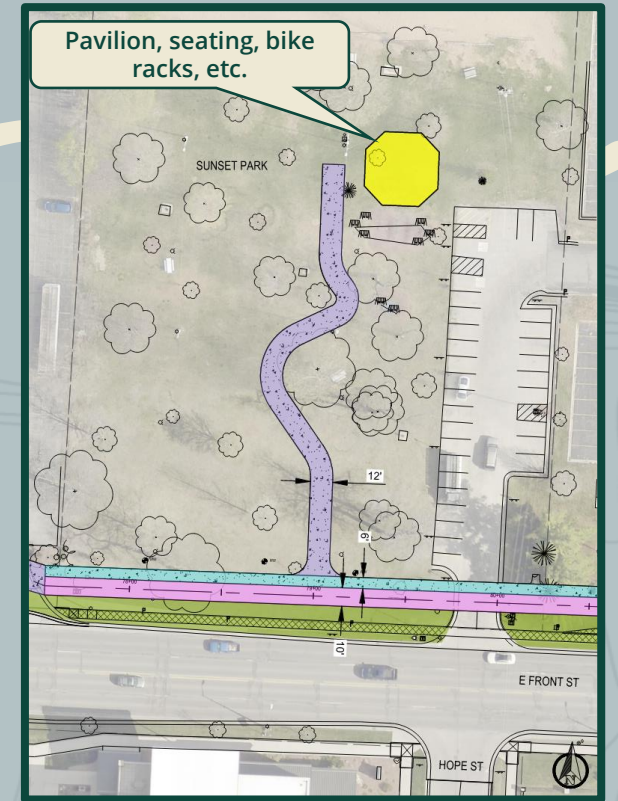 Pavilion, seating, bike
racks, etc.
SUNSET PARK
12'
6'
10'
E FRONT ST
HOPE ST
N